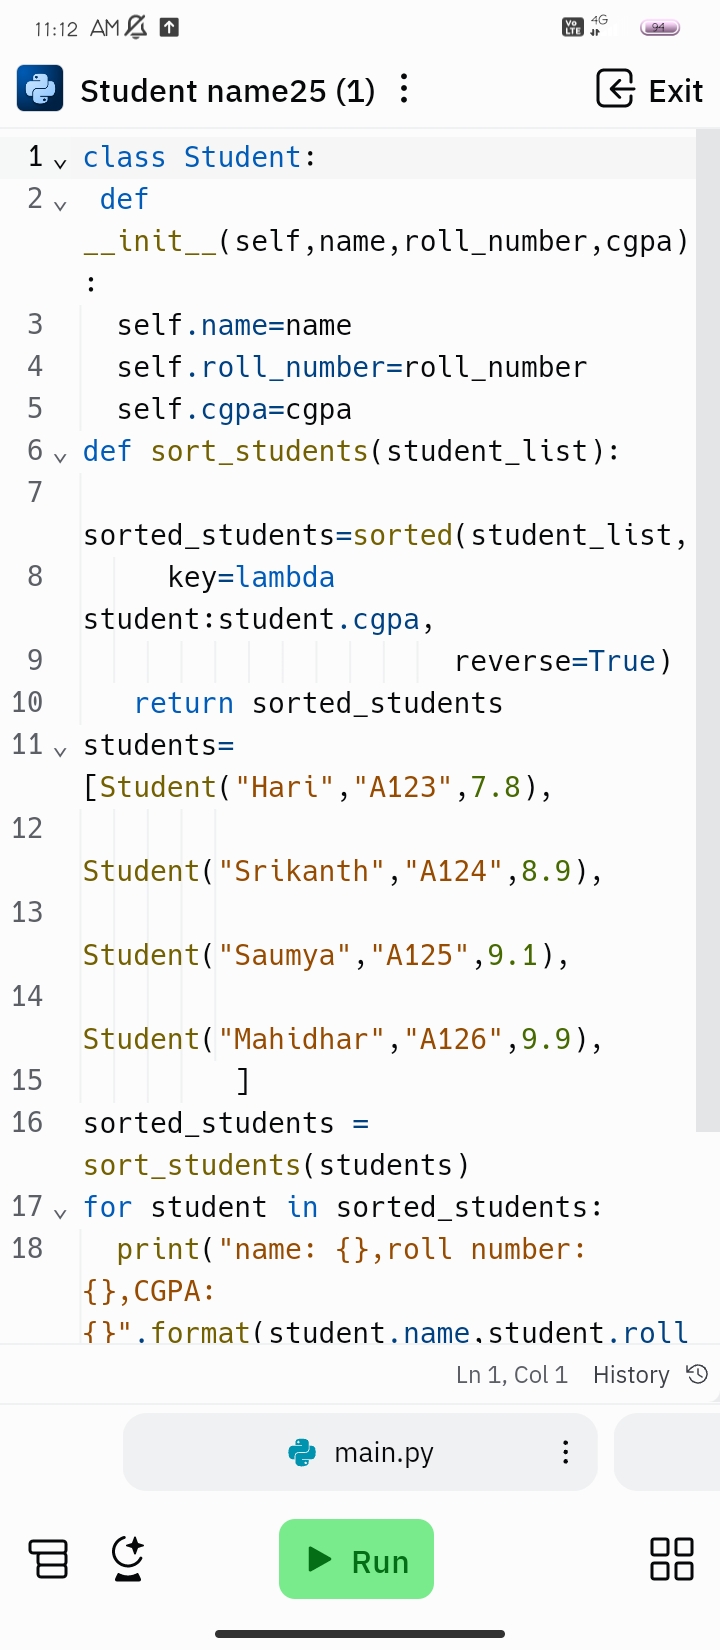 11:12 AM
Vo LTE 4G 94
Student name25 (1) Exit
1 class Student:
2 def
__init__(self,name,roll_number,cgpa)
:
3 self.name=name
4 self.roll_number=roll_number
5 self.cgpa=cgpa
6 def sort_students(student_list):
7
sorted_students=sorted(student_list,
8 key=lambda
student:student.cgpa,
9 reverse=True)
10 return sorted_students
11 students=
[Student("Hari","A123",7.8),
12
Student("Srikanth","A124",8.9),
13
Student("Saumya","A125",9.1),
14
Student("Mahidhar","A126",9.9),
15 ]
16 sorted_students =
sort_students(students)
17 for student in sorted_students:
18 print("name: {},roll number:
{},CGPA:
{}".format(student.name,student.roll
Ln 1, Col 1 History
main.py
Run